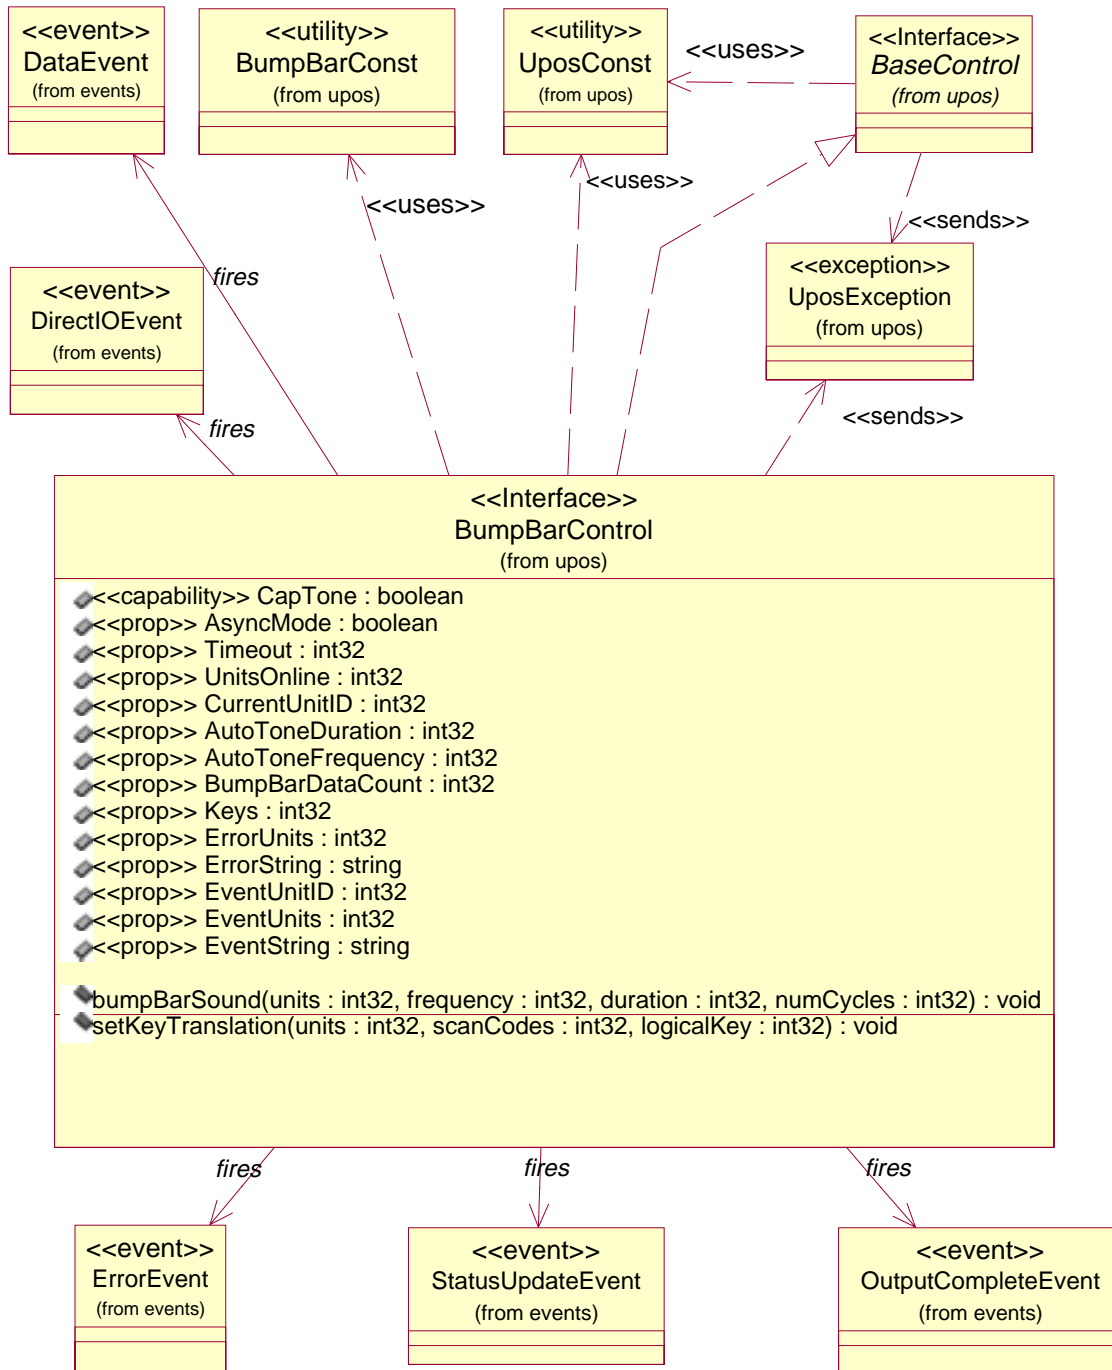 <<event>>
DataEvent
(from events)
<<utility>>
BumpBarConst
(from upos)
<<utility>>
UposConst
(from upos)
<<uses>>
<<Interface>>
BaseControl
(from upos)
<<uses>>
<<uses>>
<<sends>>
<<event>>
DirectIOEvent
(from events)
fires
<<exception>>
UposException
(from upos)
fires
<<sends>>
<<Interface>>
BumpBarControl
(from upos)
<<capability>> CapTone : boolean
<<prop>> AsyncMode : boolean
<<prop>> Timeout : int32
<<prop>> UnitsOnline : int32
<<prop>> CurrentUnitID : int32
<<prop>> AutoToneDuration : int32
<<prop>> AutoToneFrequency : int32
<<prop>> BumpBarDataCount : int32
<<prop>> Keys : int32
<<prop>> ErrorUnits : int32
<<prop>> ErrorString : string
<<prop>> EventUnitID : int32
<<prop>> EventUnits : int32
<<prop>> EventString : string
bumpBarSound(units : int32, frequency : int32, duration : int32, numCycles : int32) : void
setKeyTranslation(units : int32, scanCodes : int32, logicalKey : int32) : void
fires
fires
fires
<<event>>
ErrorEvent
(from events)
<<event>>
StatusUpdateEvent
(from events)
<<event>>
OutputCompleteEvent
(from events)